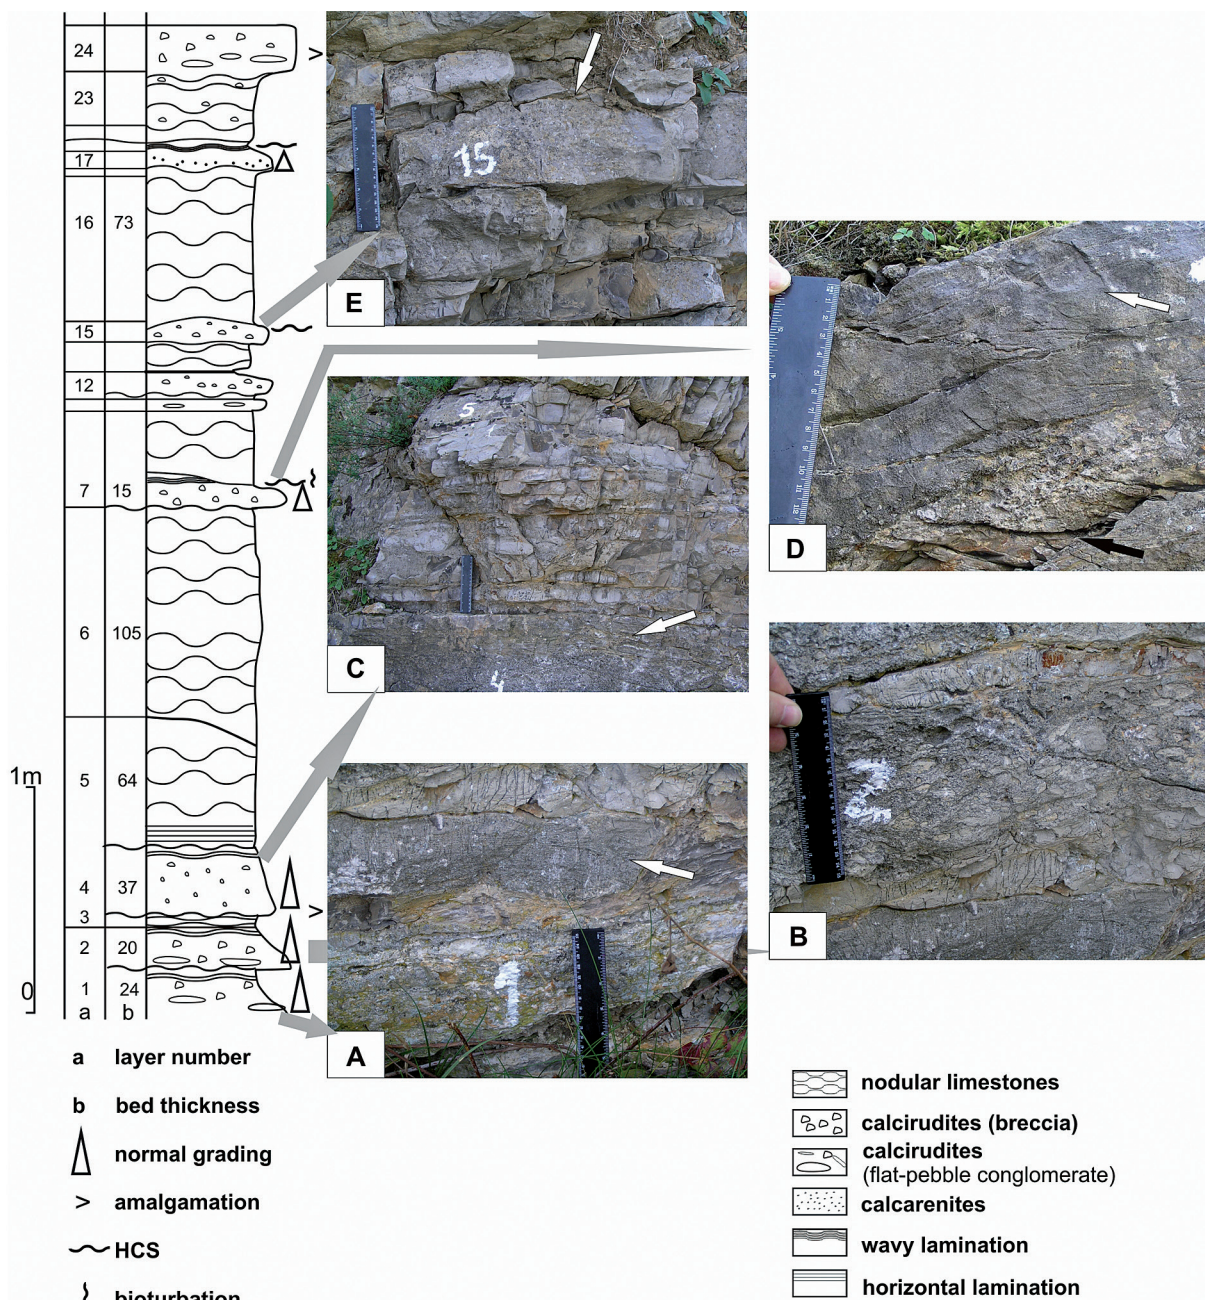 24
>
23
17
16 73
15
12
7 15
6 105
1m
5 64
4 37
>
3
2 20
0
1 24
a b
15
E
5
4
C
D
1
A
2
B
a layer number
b bed thickness
normal grading
> amalgamation
HCS
bioturbation
nodular limestones
calcirudites (breccia)
calcirudites
(flat-pebble conglomerate)
calcarenites
wavy lamination
horizontal lamination